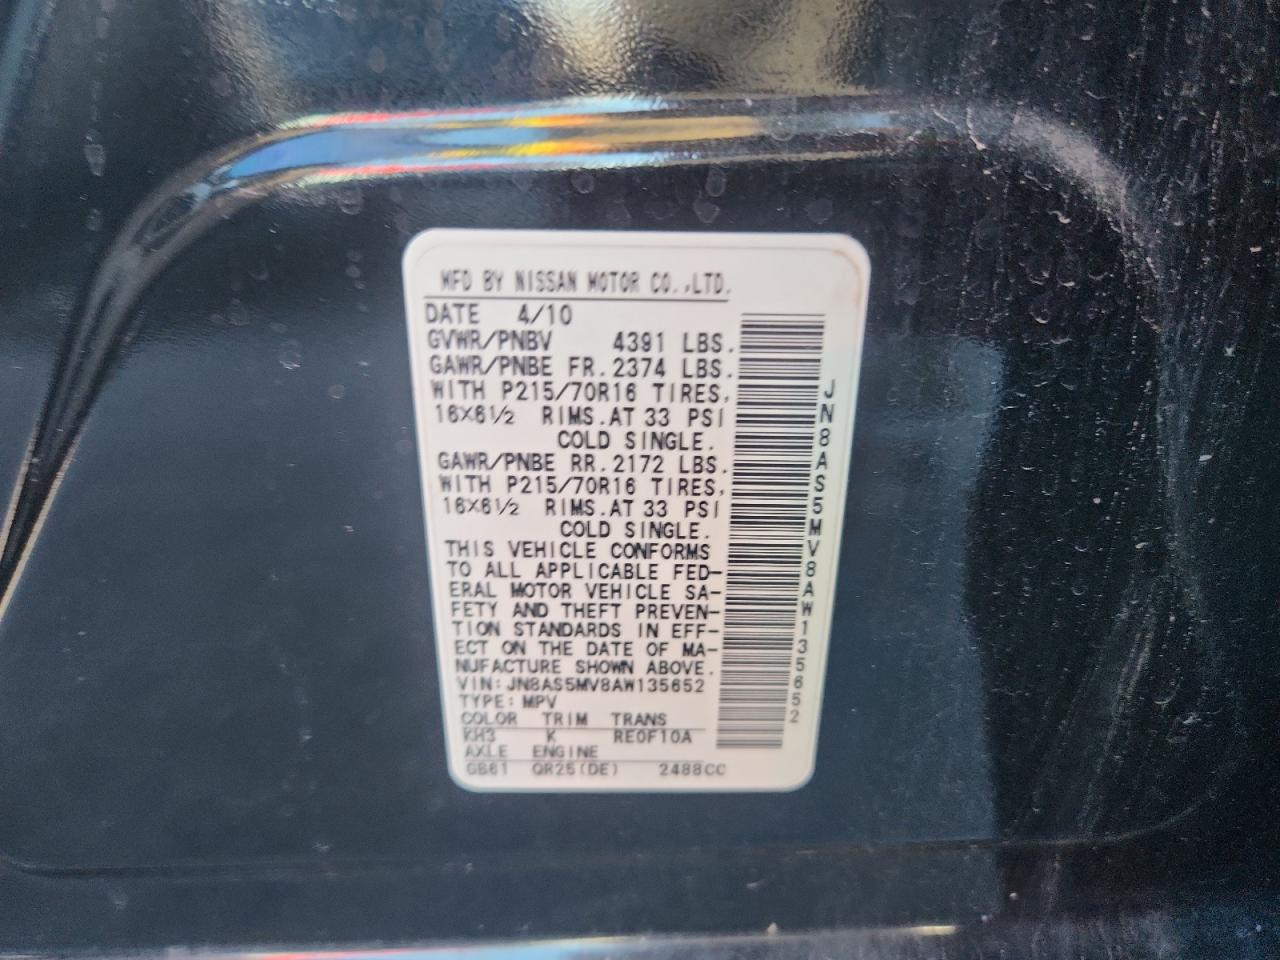 MFD BY NISSAN MOTOR CO.,LTD.
DATE 4/10
GVWR/PNBV 4391 LBS.
GAWR/PNBE FR. 2374 LBS.
WITH P215/70R16 TIRES,
16X6½ RIMS. AT 33 PSI
COLD SINGLE.
GAWR/PNBE RR. 2172 LBS.
WITH P215/70R16 TIRES,
16X6½ RIMS. AT 33 PSI
COLD SINGLE.
THIS VEHICLE CONFORMS
TO ALL APPLICABLE FED-
ERAL MOTOR VEHICLE SA-
FETY AND THEFT PREVEN-
TION STANDARDS IN EFF-
ECT ON THE DATE OF MA-
NUFACTURE SHOWN ABOVE.
VIN: JN8AS5MV8AW135652
TYPE: MPV
COLOR TRIM TRANS
KH3 K RE0F10A
AXLE ENGINE
GB61 QR25(DE) 2488CC
JN8AS5MV8AW135652